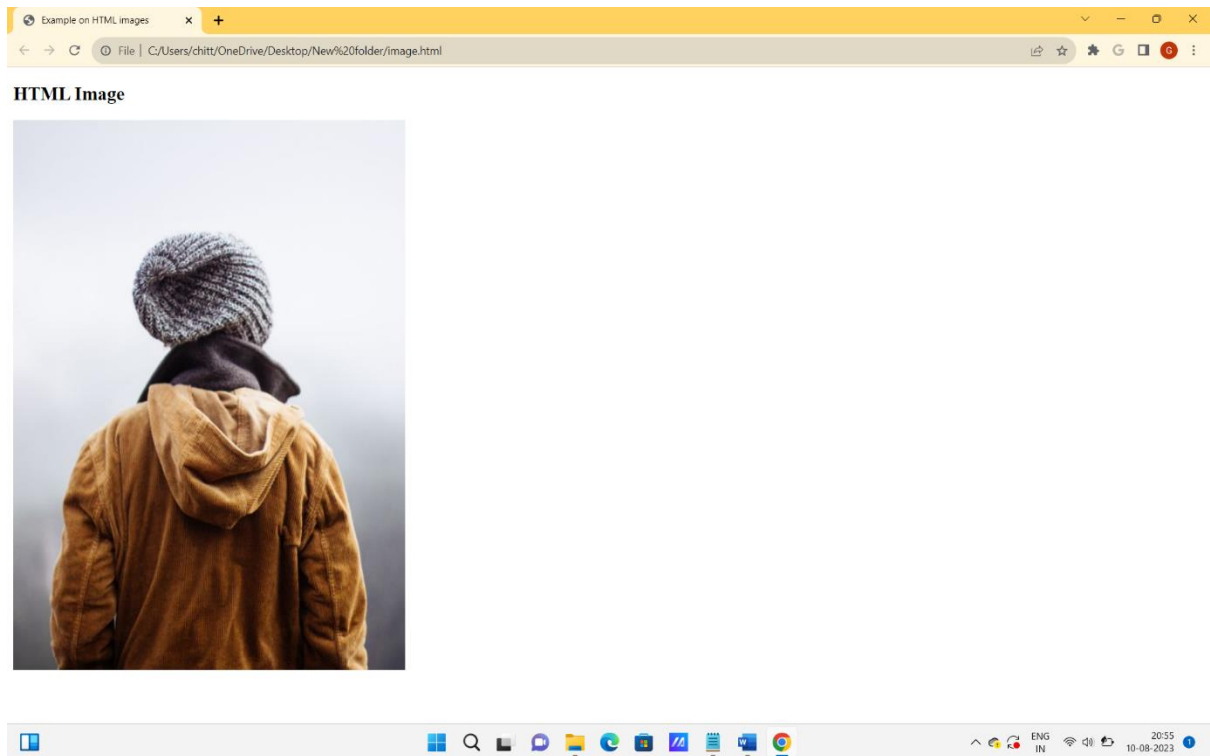 Example on HTML images
File | C:/Users/chitt/OneDrive/Desktop/New%20folder/image.html
G
G
HTML Image
ENG
IN
20:55
10-08-2023
1